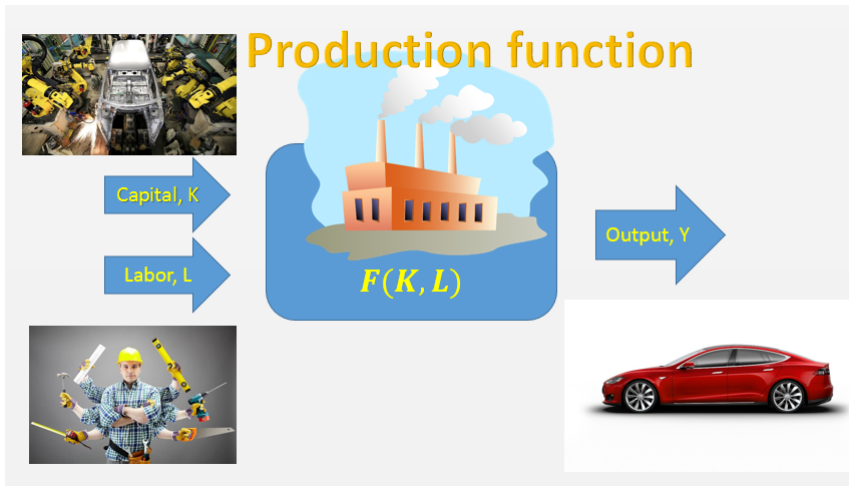 Production function
Capital, K
Labor, L
F(K, L)
Output, Y